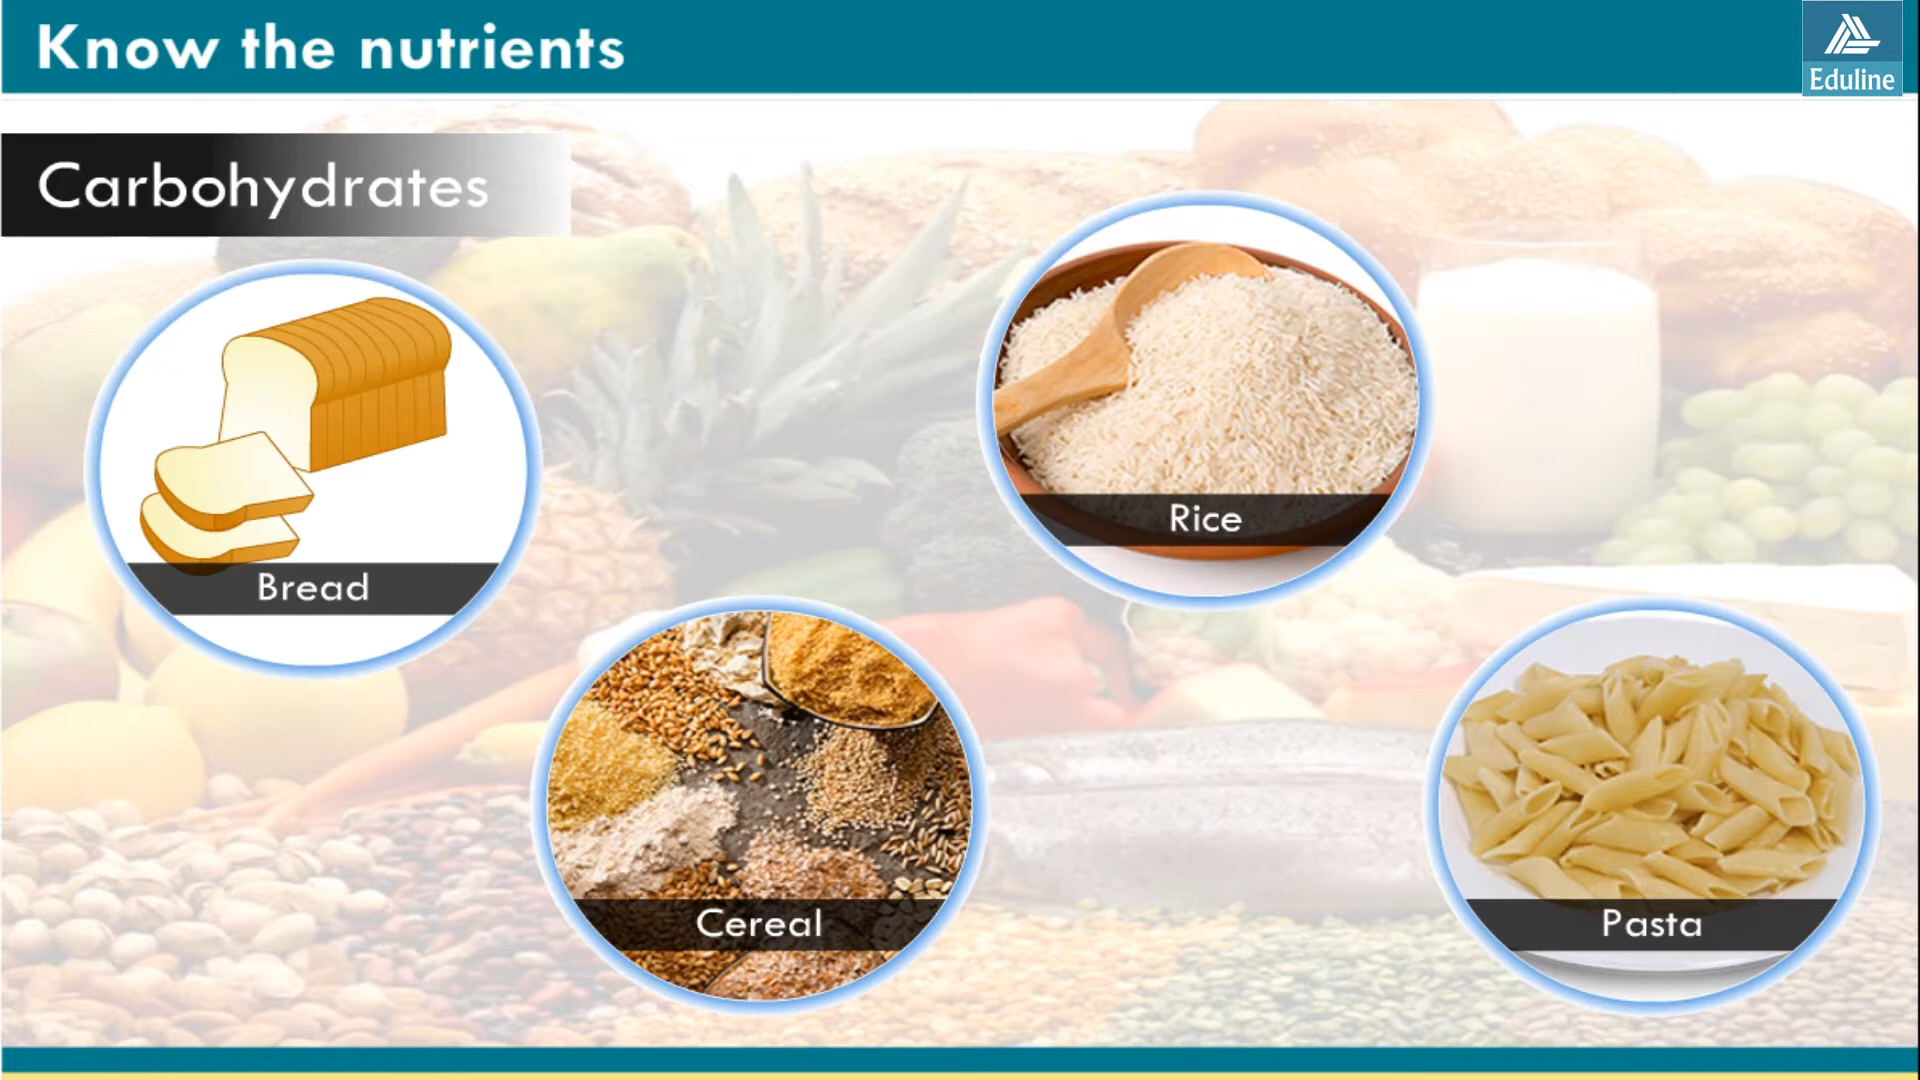 Know the nutrients
Eduline
Carbohydrates
Bread
Rice
Cereal
Pasta